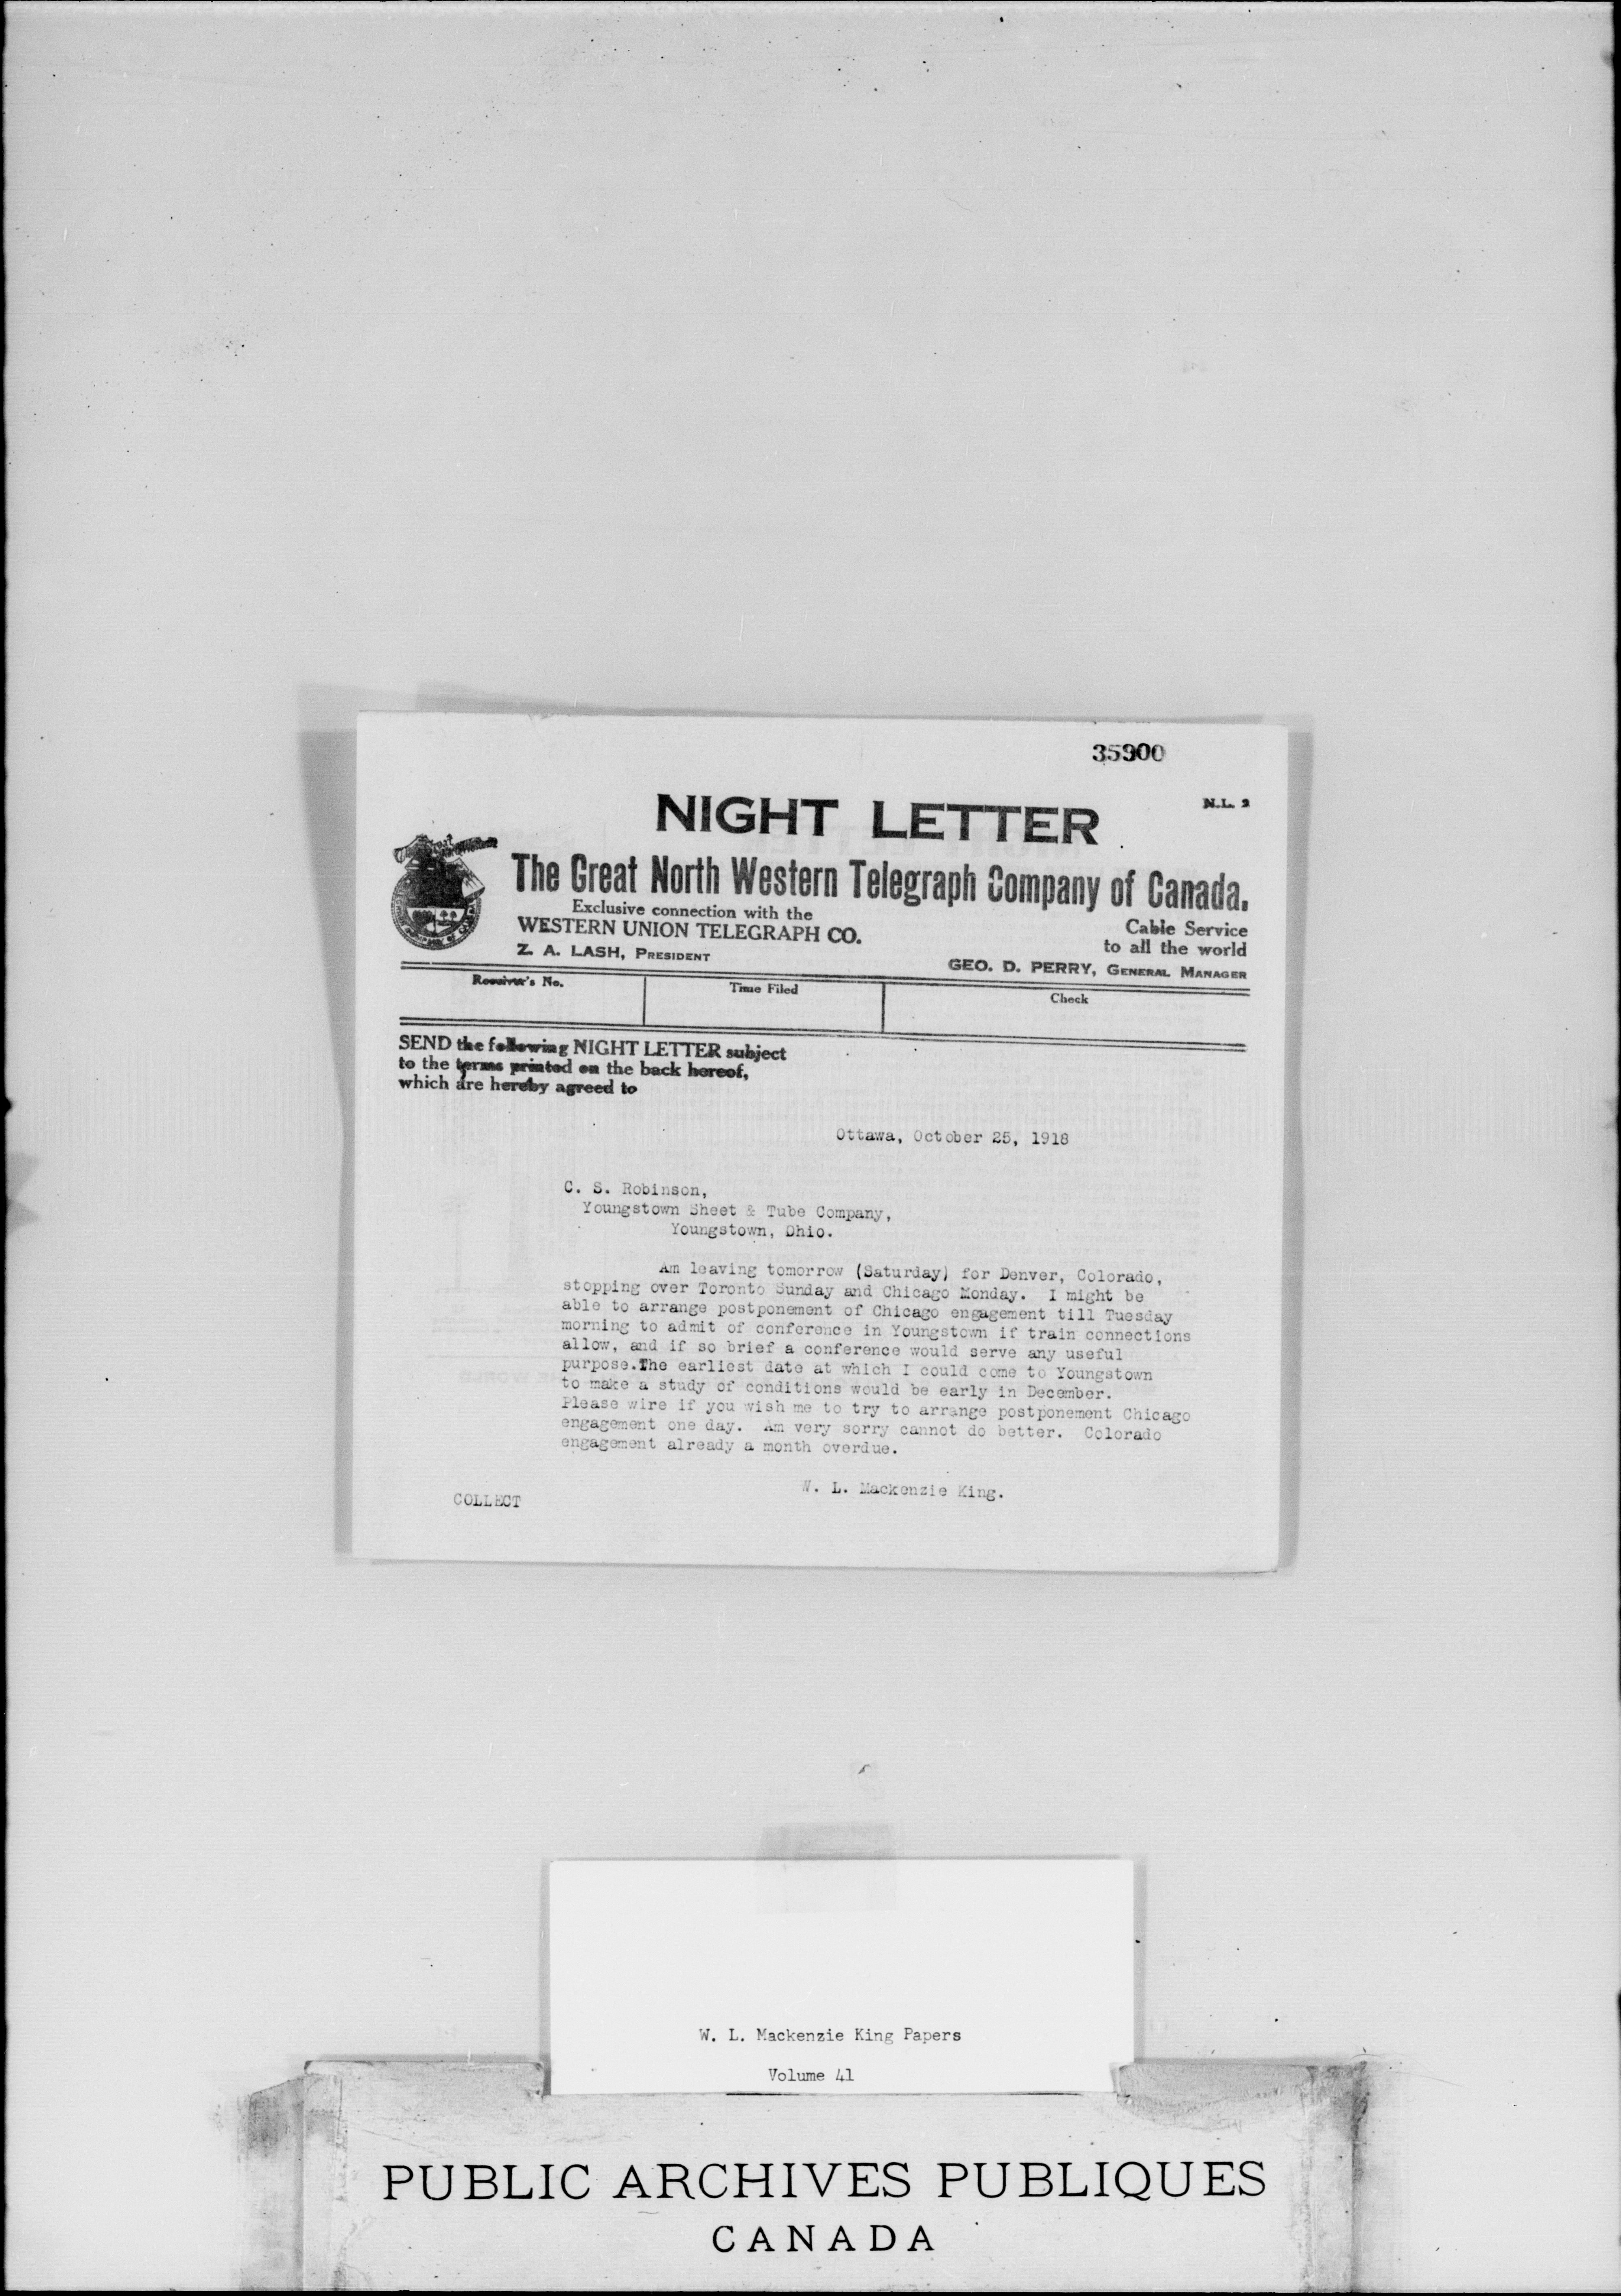 35900
N.L. 2
NIGHT LETTER
The Great North Western Telegraph Company of Canada.
Exclusive connection with the
WESTERN UNION TELEGRAPH CO.
Cable Service
to all the world
Z. A. LASH, PRESIDENT
GEO. D. PERRY, GENERAL MANAGER
Receiver's No.
Time Filed
Check
SEND the following NIGHT LETTER subject
to the terms printed on the back hereof,
which are hereby agreed to
Ottawa, October 25, 1918
C. S. Robinson,
Youngstown Sheet & Tube Company,
Youngstown, Ohio.
Am leaving tomorrow (Saturday) for Denver, Colorado,
stopping over Toronto Sunday and Chicago Monday. I might be
able to arrange postponement of Chicago engagement till Tuesday
morning to admit of conference in Youngstown if train connections
allow, and if so brief a conference would serve any useful
purpose.The earliest date at which I could come to Youngstown
to make a study of conditions would be early in December.
Please wire if you wish me to try to arrange postponement Chicago
engagement one day. Am very sorry cannot do better. Colorado
engagement already a month overdue.
W. L. Mackenzie King.
COLLECT
W. L. Mackenzie King Papers
Volume 41
PUBLIC ARCHIVES PUBLIQUES
CANADA